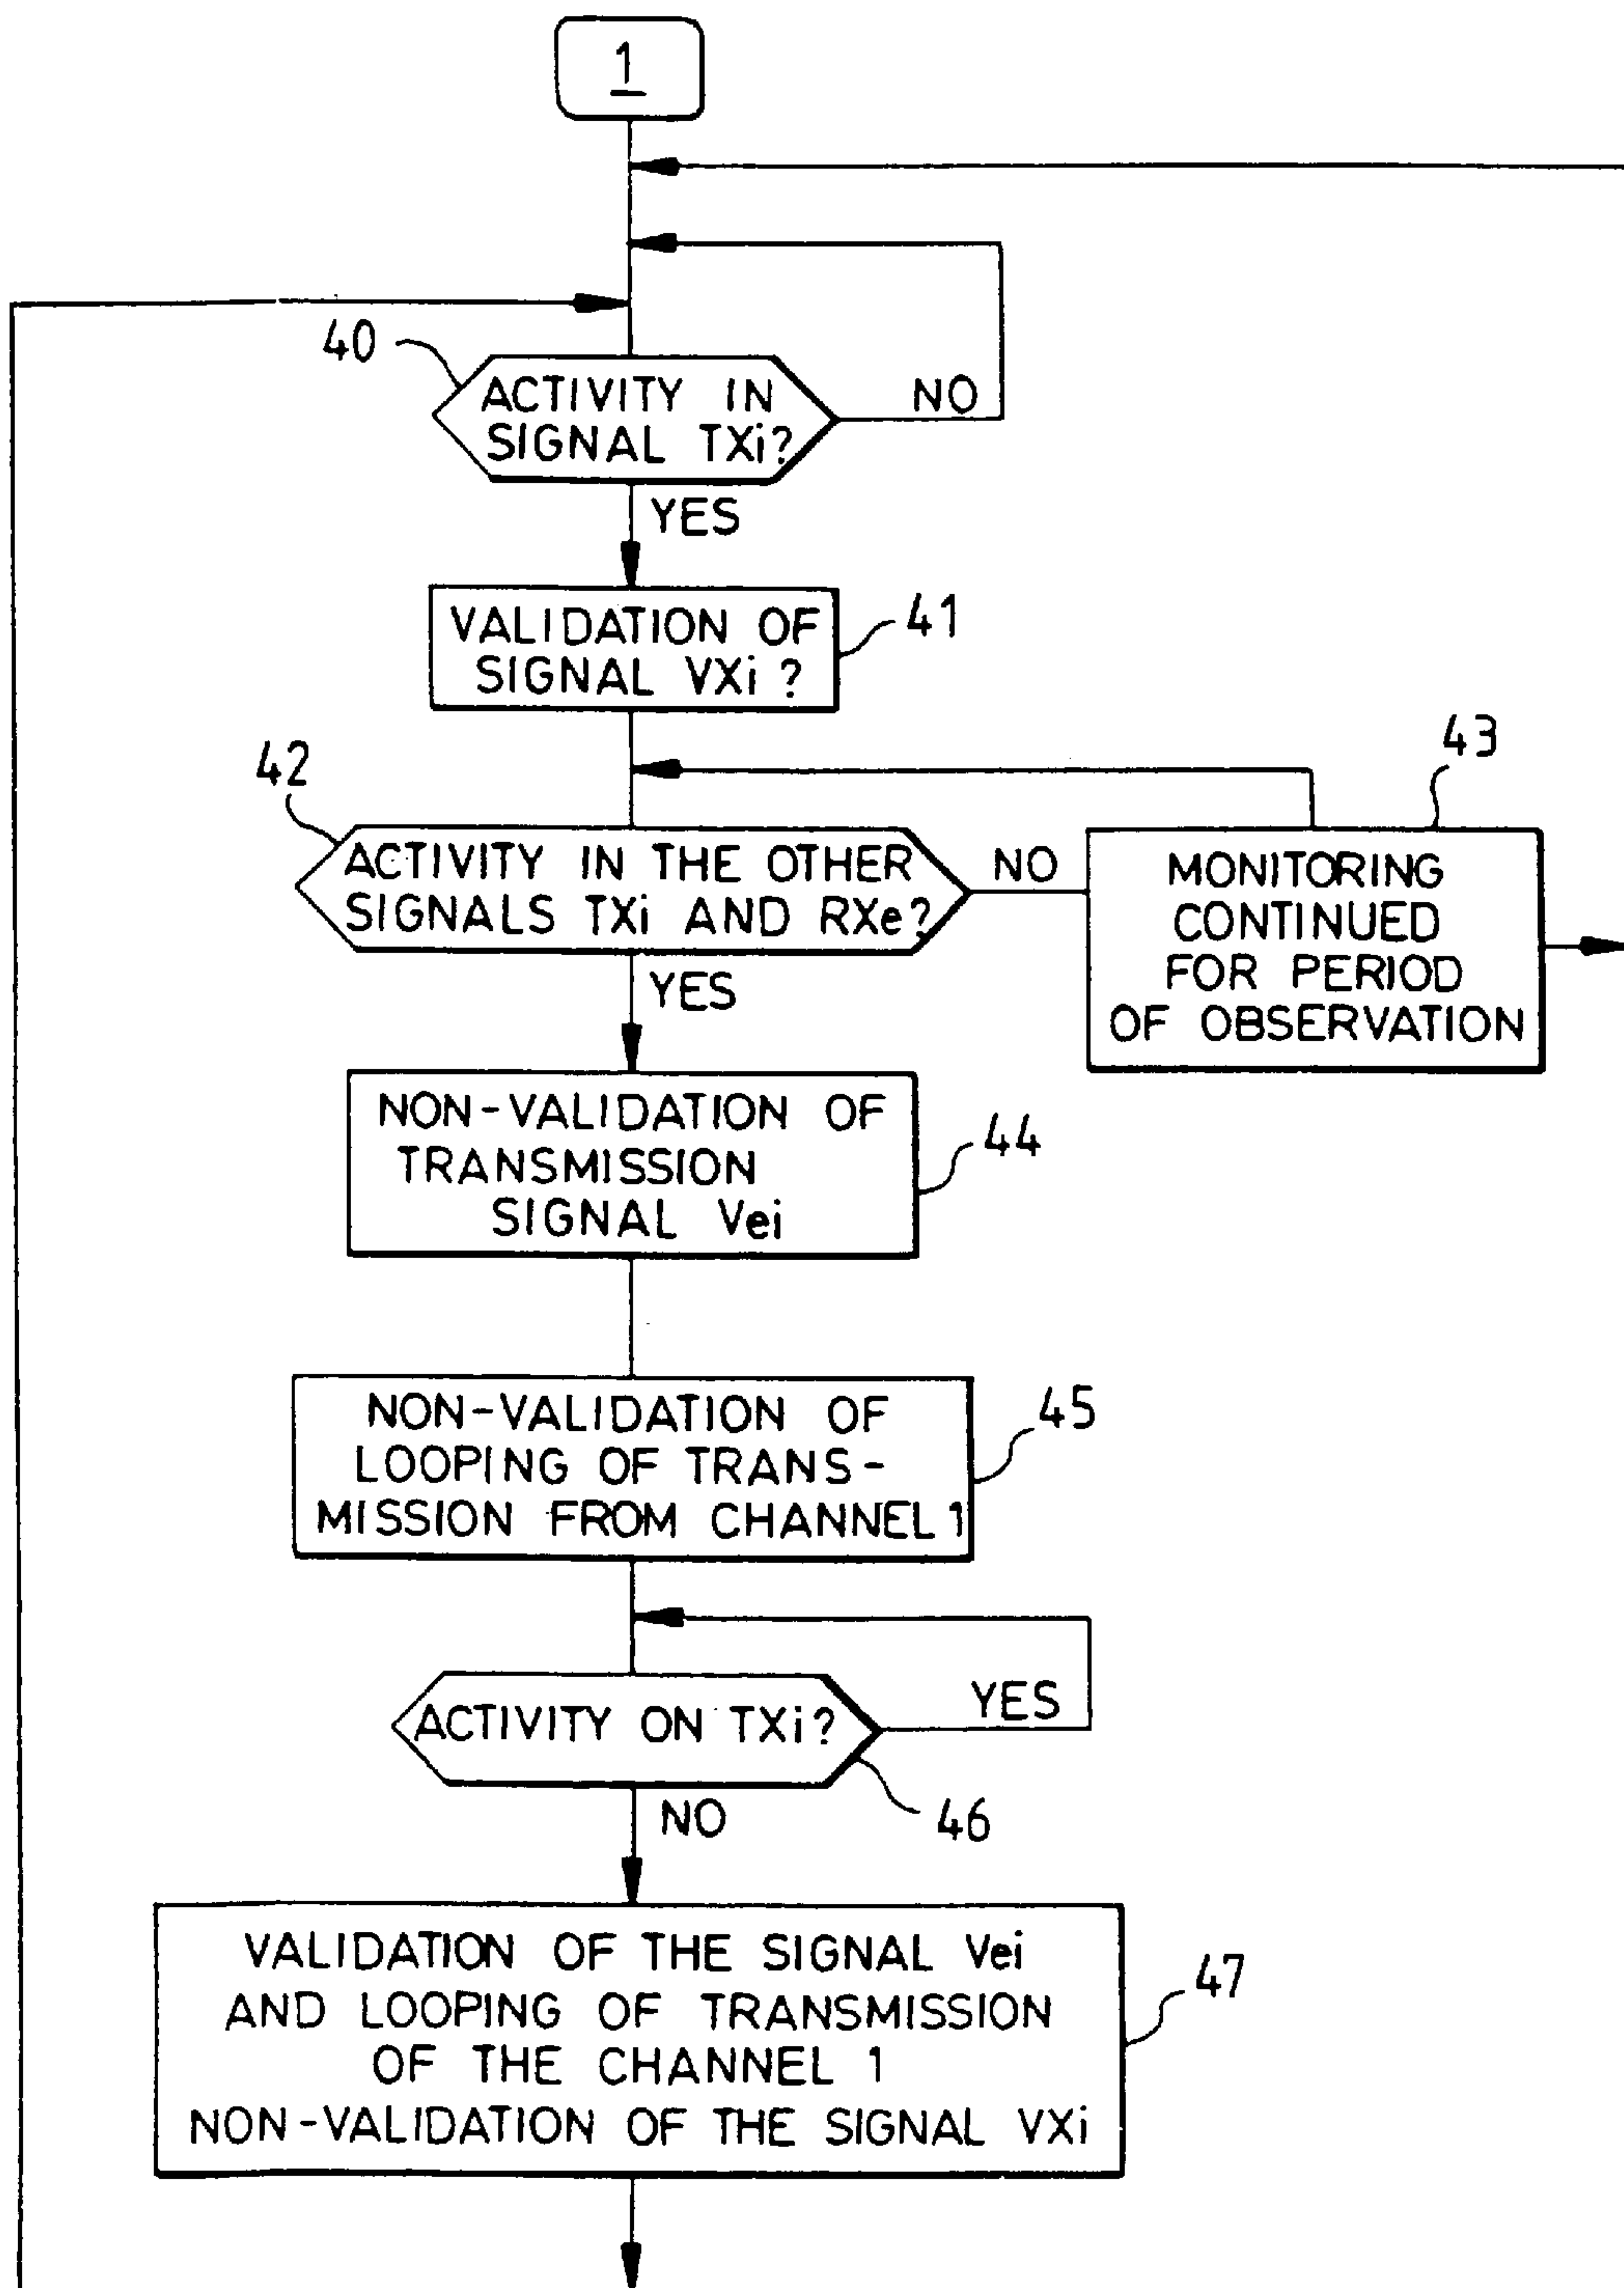 1
40
ACTIVITY IN
SIGNAL TXi?
NO
YES
VALIDATION OF
SIGNAL VXi ?
41
42
43
ACTIVITY IN THE OTHER
SIGNALS TXi AND RXe?
NO
MONITORING
CONTINUED
FOR PERIOD
OF OBSERVATION
YES
NON-VALIDATION OF
TRANSMISSION
SIGNAL Vei
44
NON-VALIDATION OF
LOOPING OF TRANS-
MISSION FROM CHANNEL 1
45
ACTIVITY ON TXi?
YES
46
NO
VALIDATION OF THE SIGNAL Vei
AND LOOPING OF TRANSMISSION
OF THE CHANNEL 1
NON-VALIDATION OF THE SIGNAL VXi
47